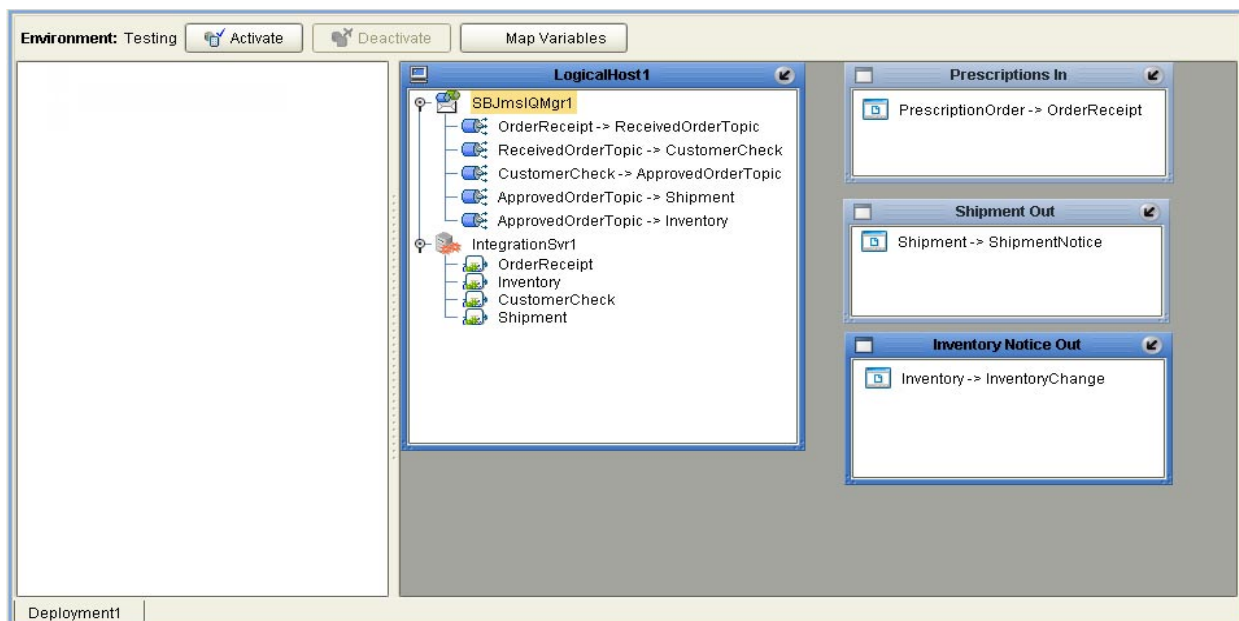 Environment: Testing Activate Deactivate Map Variables
LogicalHost1
SBJmsIQMgr1
OrderReceipt -> ReceivedOrderTopic
ReceivedOrderTopic -> CustomerCheck
CustomerCheck -> ApprovedOrderTopic
ApprovedOrderTopic -> Shipment
ApprovedOrderTopic -> Inventory
IntegrationSvr1
OrderReceipt
Inventory
CustomerCheck
Shipment
Prescriptions In
PrescriptionOrder -> OrderReceipt
Shipment Out
Shipment -> ShipmentNotice
Inventory Notice Out
Inventory -> InventoryChange
Deployment1